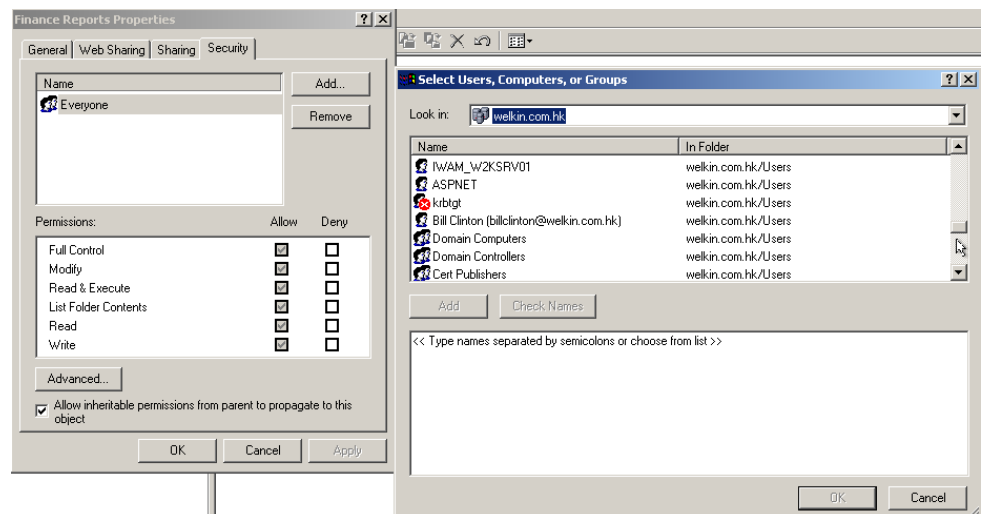 Finance Reports Properties
General Web Sharing Sharing Security
Name
Add...
Everyone
Remove
Permissions: Allow Deny
Full Control
Modify
Read & Execute
List Folder Contents
Read
Write
Advanced...
Allow inheritable permissions from parent to propagate to this
object
OK Cancel Apply
Select Users, Computers, or Groups
Look in: welkin.com.hk
Name In Folder
IWAM_W2KSRV01 welkin.com.hk/Users
ASPNET welkin.com.hk/Users
krbtgt welkin.com.hk/Users
Bill Clinton (billclinton@welkin.com.hk) welkin.com.hk/Users
Domain Computers welkin.com.hk/Users
Domain Controllers welkin.com.hk/Users
Cert Publishers welkin.com.hk/Users
Add Check Names
<< Type names separated by semicolons or choose from list >>
OK Cancel